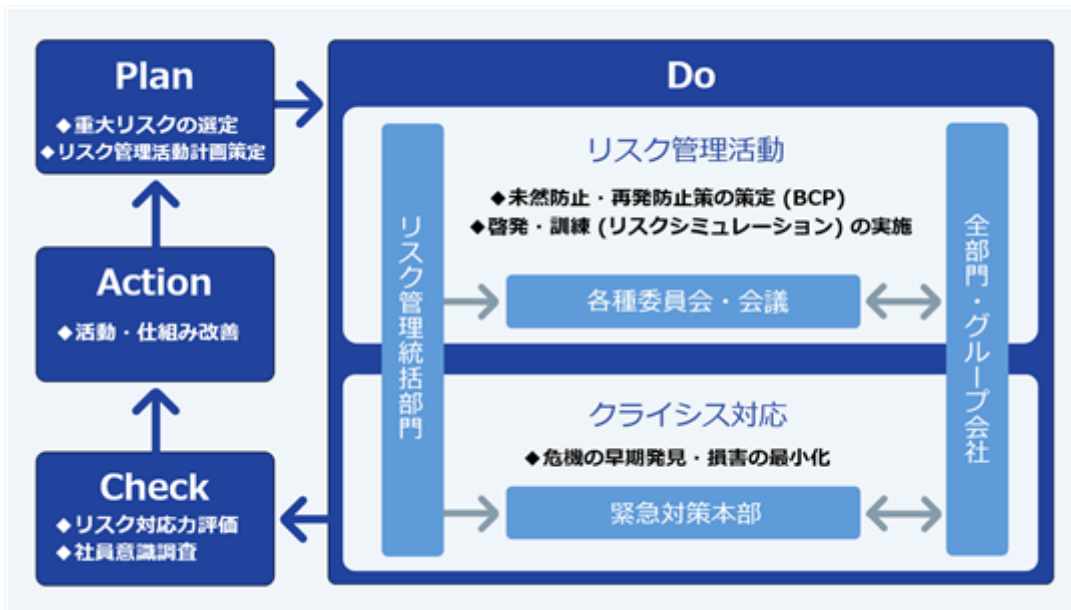 Plan
◆重大リスクの選定
◆リスク管理活動計画策定
Action
◆活動・仕組み改善
Check
◆リスク対応力評価
◆社員意識調査
Do
リスク管理統括部門
リスク管理活動
◆未然防止・再発防止策の策定 (BCP)
◆啓発・訓練 (リスクシミュレーション) の実施
各種委員会・会議
クライシス対応
◆危機の早期発見・損害の最小化
緊急対策本部
全部門・グループ会社